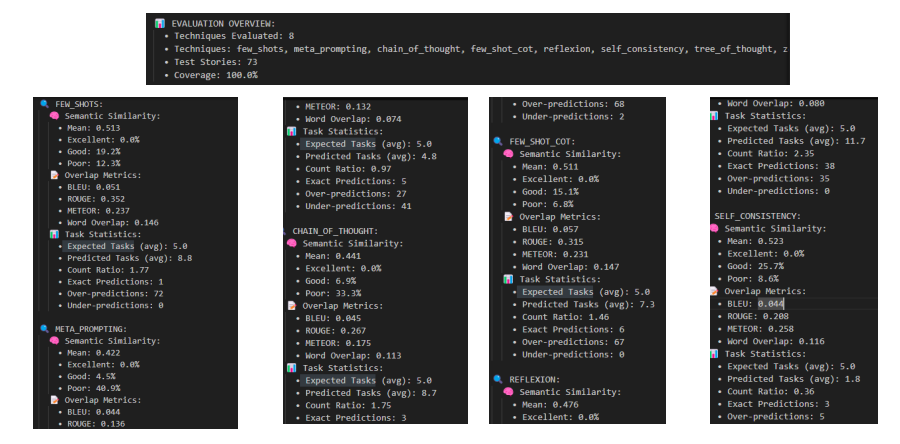 EVALUATION OVERVIEW:
• Techniques Evaluated: 8
• Techniques: few_shots, meta_prompting, chain_of_thought, few_shot_cot, reflexion, self_consistency, tree_of_thought, z
• Test Stories: 73
• Coverage: 100.0%
FEW_SHOTS:
Semantic Similarity:
• Mean: 0.513
• Excellent: 0.0%
• Good: 19.2%
• Poor: 12.3%
Overlap Metrics:
• BLEU: 0.051
• ROUGE: 0.352
• METEOR: 0.237
• Word Overlap: 0.146
Task Statistics:
• Expected Tasks (avg): 5.0
• Predicted Tasks (avg): 8.8
• Count Ratio: 1.77
• Exact Predictions: 1
• Over-predictions: 72
• Under-predictions: 0
META_PROMPTING:
Semantic Similarity:
• Mean: 0.422
• Excellent: 0.0%
• Good: 4.5%
• Poor: 40.9%
Overlap Metrics:
• BLEU: 0.044
• ROUGE: 0.136
• METEOR: 0.132
• Word Overlap: 0.074
Task Statistics:
• Expected Tasks (avg): 5.0
• Predicted Tasks (avg): 4.8
• Count Ratio: 0.97
• Exact Predictions: 5
• Over-predictions: 27
• Under-predictions: 41
CHAIN_OF_THOUGHT:
Semantic Similarity:
• Mean: 0.441
• Excellent: 0.0%
• Good: 6.9%
• Poor: 33.3%
Overlap Metrics:
• BLEU: 0.045
• ROUGE: 0.267
• METEOR: 0.175
• Word Overlap: 0.113
Task Statistics:
• Expected Tasks (avg): 5.0
• Predicted Tasks (avg): 8.7
• Count Ratio: 1.75
• Exact Predictions: 3
• Over-predictions: 68
• Under-predictions: 2
FEW_SHOT_COT:
Semantic Similarity:
• Mean: 0.511
• Excellent: 0.0%
• Good: 15.1%
• Poor: 6.8%
Overlap Metrics:
• BLEU: 0.057
• ROUGE: 0.315
• METEOR: 0.231
• Word Overlap: 0.147
Task Statistics:
• Expected Tasks (avg): 5.0
• Predicted Tasks (avg): 7.3
• Count Ratio: 1.46
• Exact Predictions: 6
• Over-predictions: 67
• Under-predictions: 0
REFLEXION:
Semantic Similarity:
• Mean: 0.476
• Excellent: 0.0%
• Word Overlap: 0.080
Task Statistics:
• Expected Tasks (avg): 5.0
• Predicted Tasks (avg): 11.7
• Count Ratio: 2.35
• Exact Predictions: 38
• Over-predictions: 35
• Under-predictions: 0
SELF_CONSISTENCY:
Semantic Similarity:
• Mean: 0.523
• Excellent: 0.0%
• Good: 25.7%
• Poor: 8.6%
Overlap Metrics:
• BLEU: 0.044
• ROUGE: 0.208
• METEOR: 0.258
• Word Overlap: 0.116
Task Statistics:
• Expected Tasks (avg): 5.0
• Predicted Tasks (avg): 1.8
• Count Ratio: 0.36
• Exact Predictions: 3
• Over-predictions: 5